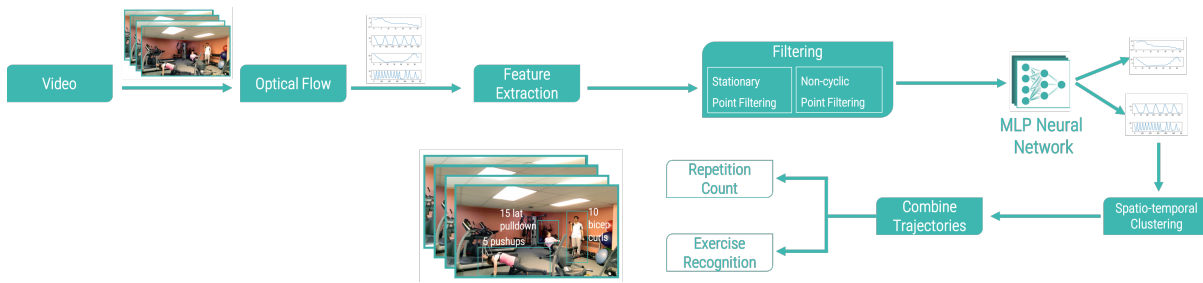 Video
Optical Flow
Feature
Extraction
Filtering
Stationary
Point Filtering
Non-cyclic
Point Filtering
MLP Neural
Network
Spatio-temporal
Clustering
Combine
Trajectories
Repetition
Count
Exercise
Recognition
15 lat
pulldown
5 pushups
10
bicep
curls